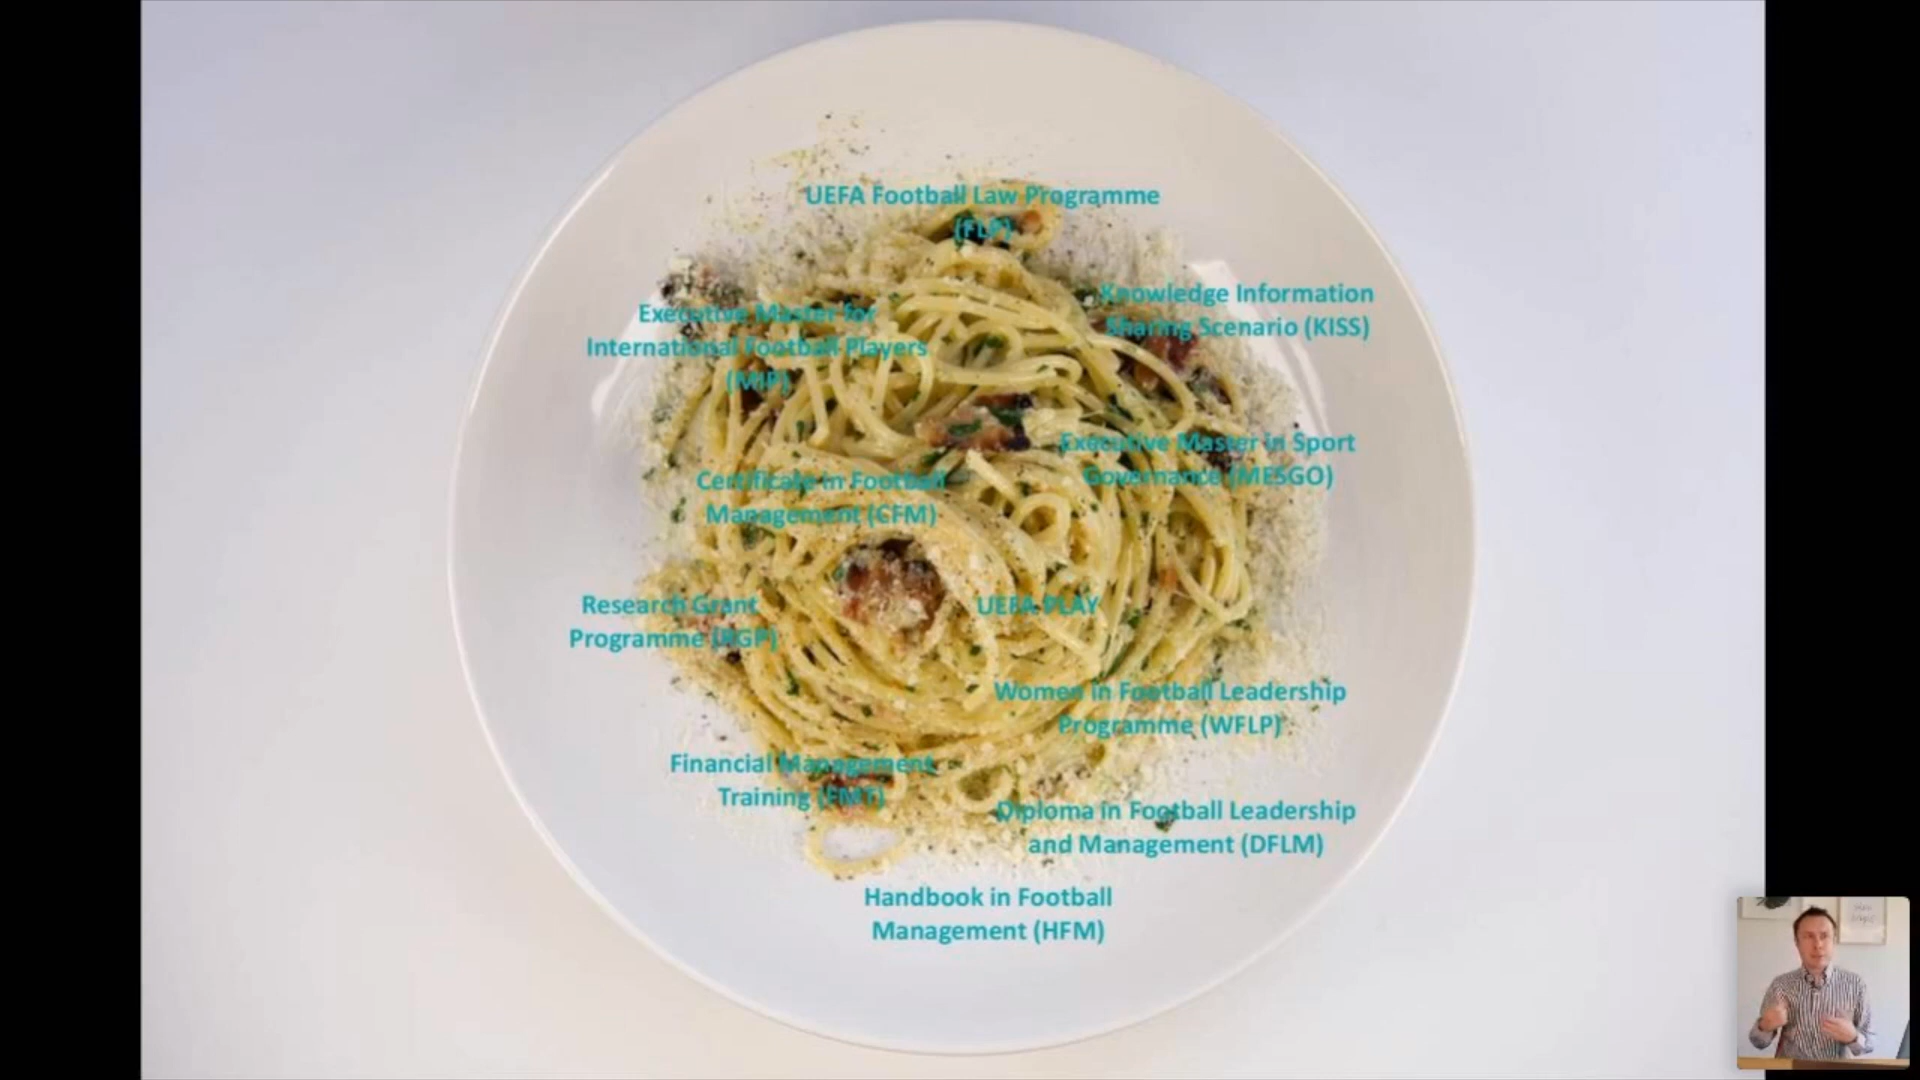 UEFA Football Law Programme
(FLP)
Knowledge Information
Sharing Scenario (KISS)
Executive Master for
International Football Players
(MIP)
Executive Master in Sport
Governance (MESGO)
Certificate in Football
Management (CFM)
Research Grant
Programme (RGP)
UEFA PLAY
Women in Football Leadership
Programme (WFLP)
Financial Management
Training (FMT)
Diploma in Football Leadership
and Management (DFLM)
Handbook in Football
Management (HFM)